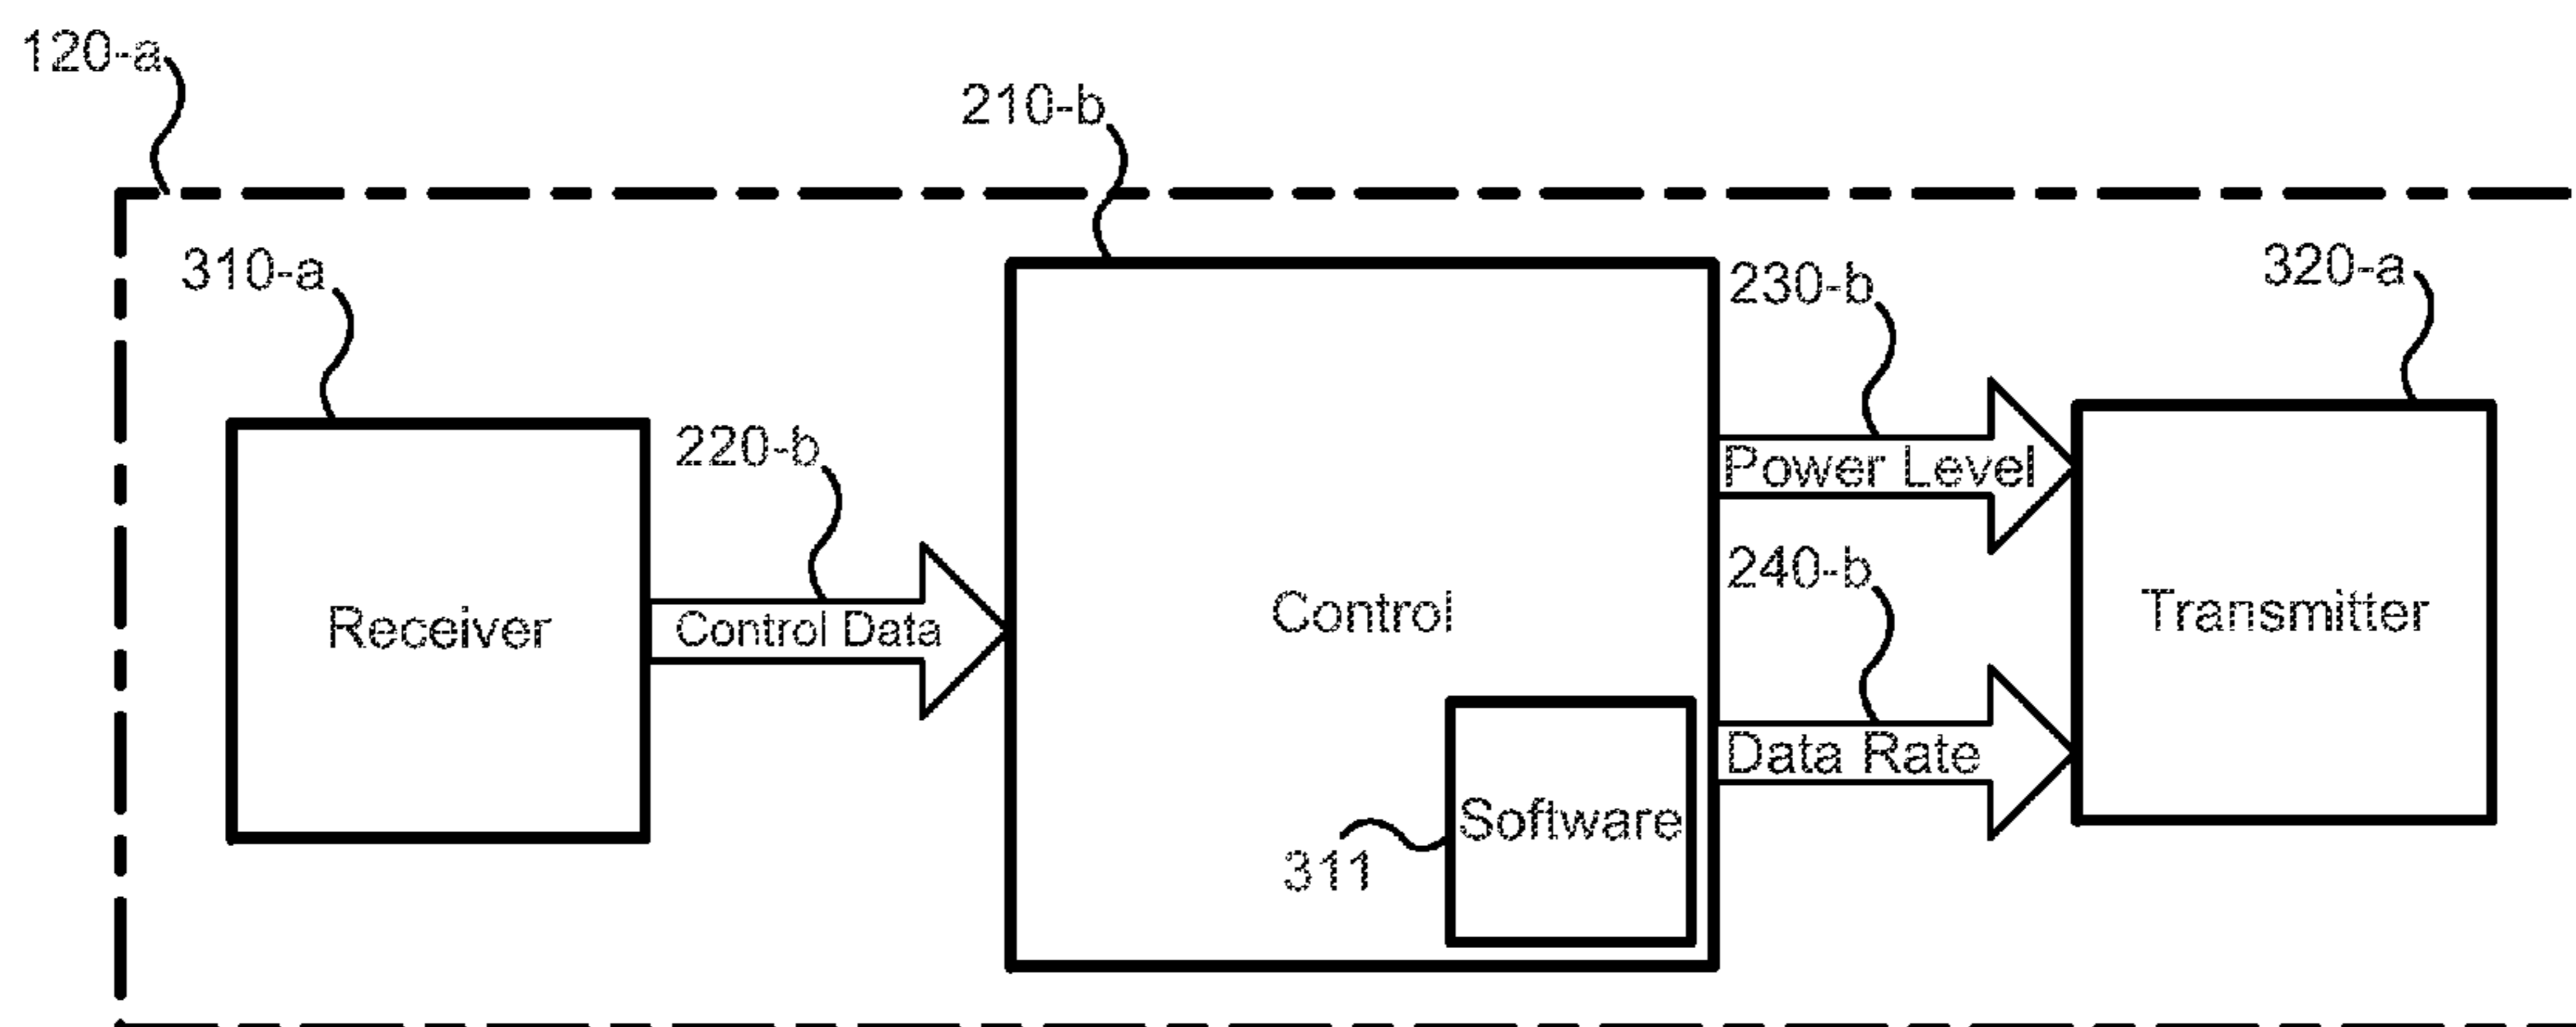 120-a
210-b
310-a
230-b
320-a
220-b
Power Level
240-b
Receiver
Control Data
Control
Transmitter
Data Rate
Software
311